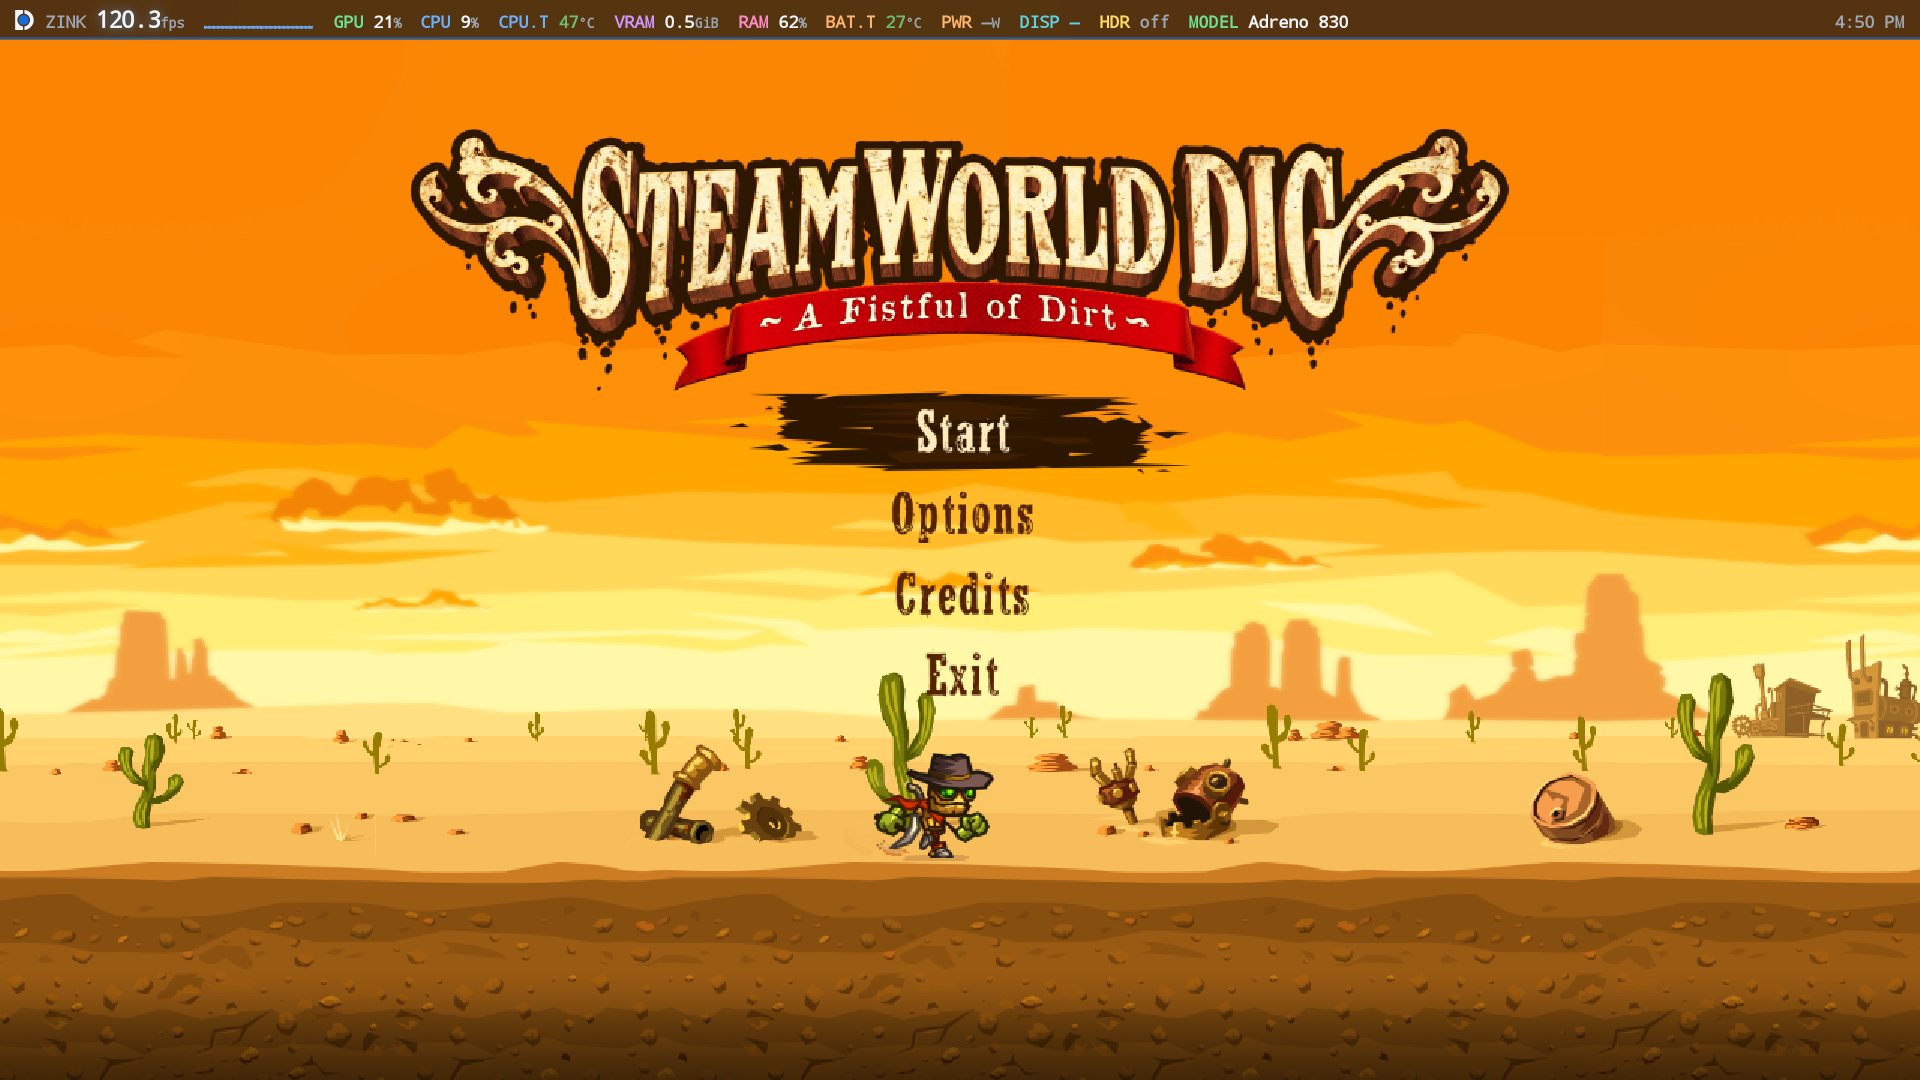 ZINK 120.3fps GPU 21% CPU 9% CPU.T 47°C VRAM 0.5GiB RAM 62% BAT.T 27°C PWR —W DISP — HDR off MODEL Adreno 830 4:50 PM
STEAMWORLD DIG
~ A Fistful of Dirt ~
Start
Options
Credits
Exit